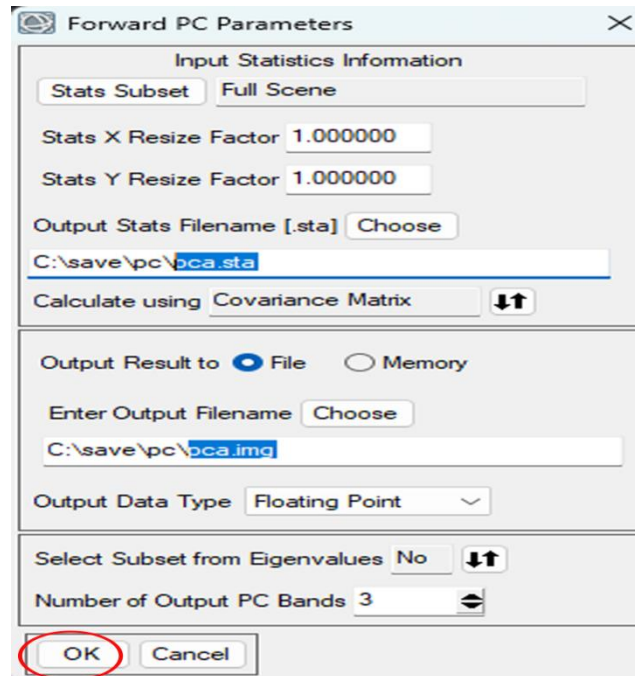 Forward PC Parameters
Input Statistics Information
Stats Subset Full Scene
Stats X Resize Factor 1.000000
Stats Y Resize Factor 1.000000
Output Stats Filename [.sta] Choose
C:\save\pc\pca.sta
Calculate using Covariance Matrix
Output Result to File Memory
Enter Output Filename Choose
C:\save\pc\pca.img
Output Data Type Floating Point
Select Subset from Eigenvalues No
Number of Output PC Bands 3
OK Cancel